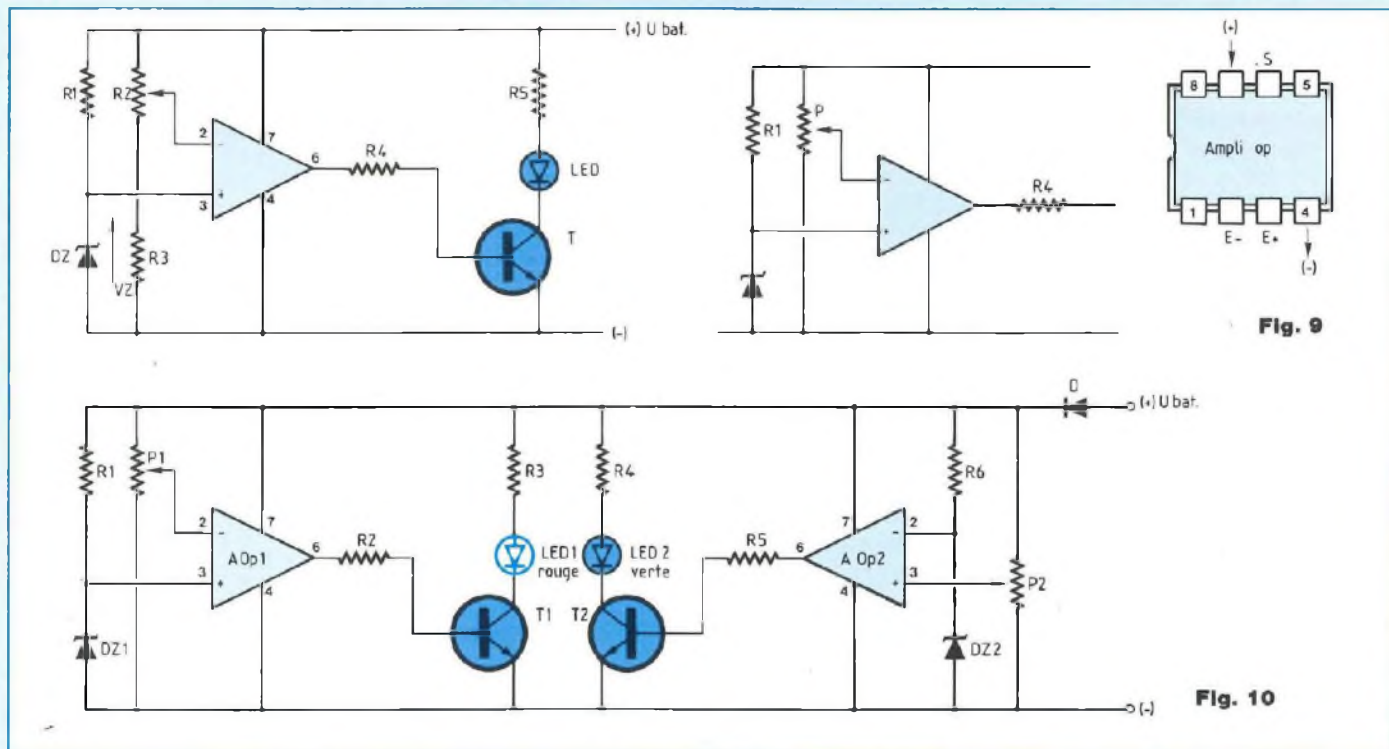 (+) U bat.
R1
R2
R5
2
-
7
6
R4
LED
3
+
4
T
DZ
VZ
R3
(-)
R1
P
-
+
R4
(+)
. S
8
5
Ampli op
1
4
E-
E+
(-)
Fig. 9
D
(+) U bat.
R1
P1
R3
R4
R6
2
-
7
AOp1
6
R2
LED1
rouge
LED 2
verte
R5
6
7
2
-
A Op2
3
+
4
3
+
4
P2
T1
T2
DZ1
DZ2
(-)
Fig. 10